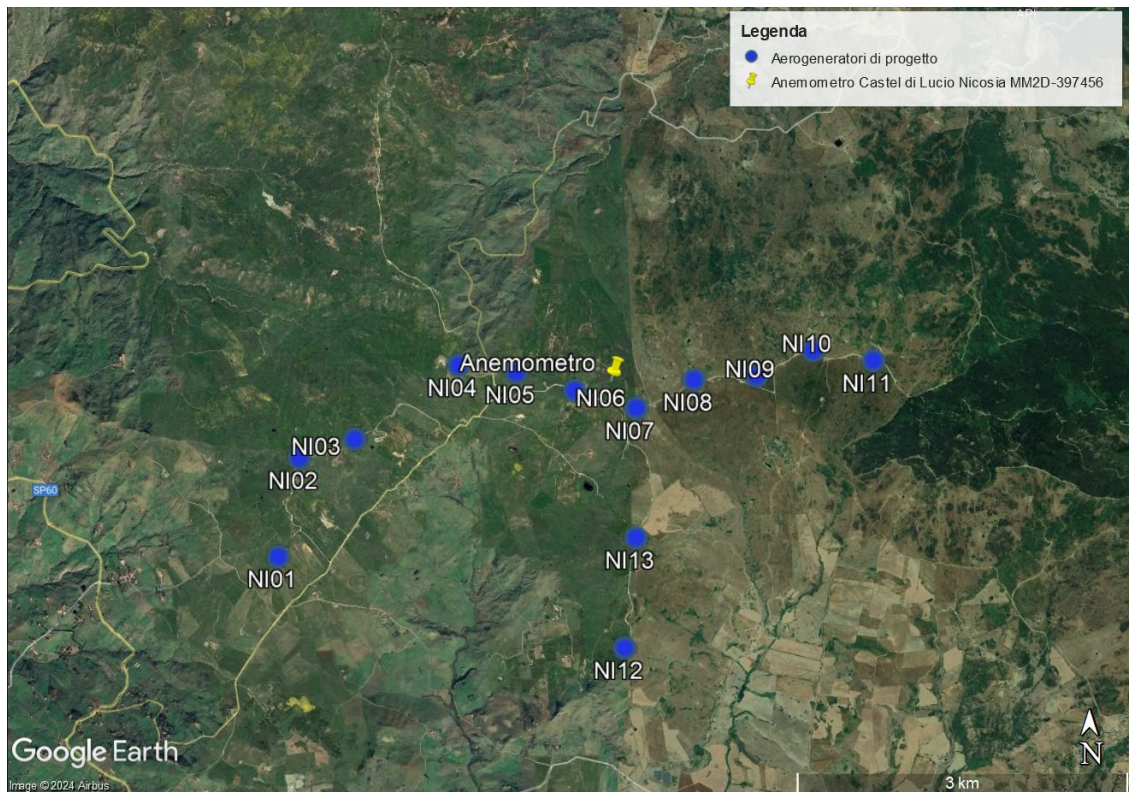 API
Legenda
Aerogeneratori di progetto
Anemometro Castel di Lucio Nicosia MM2D-397456
NI10
Anemometro
NI09
NI11
NI04
NI05
NI06
NI08
NI07
NI03
NI02
SP60
NI13
NI01
NI12
Google Earth
N
Image © 2024 Airbus
3 km